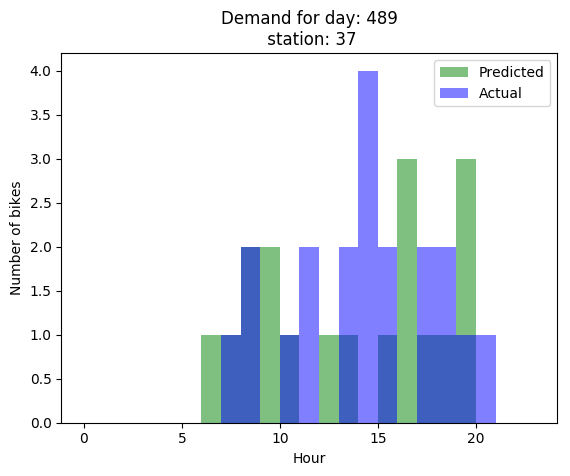 Demand for day: 489
station: 37
Predicted
Actual
4.0
3.5
3.0
2.5
2.0
1.5
1.0
0.5
0.0
Number of bikes
0 5 10 15 20
Hour